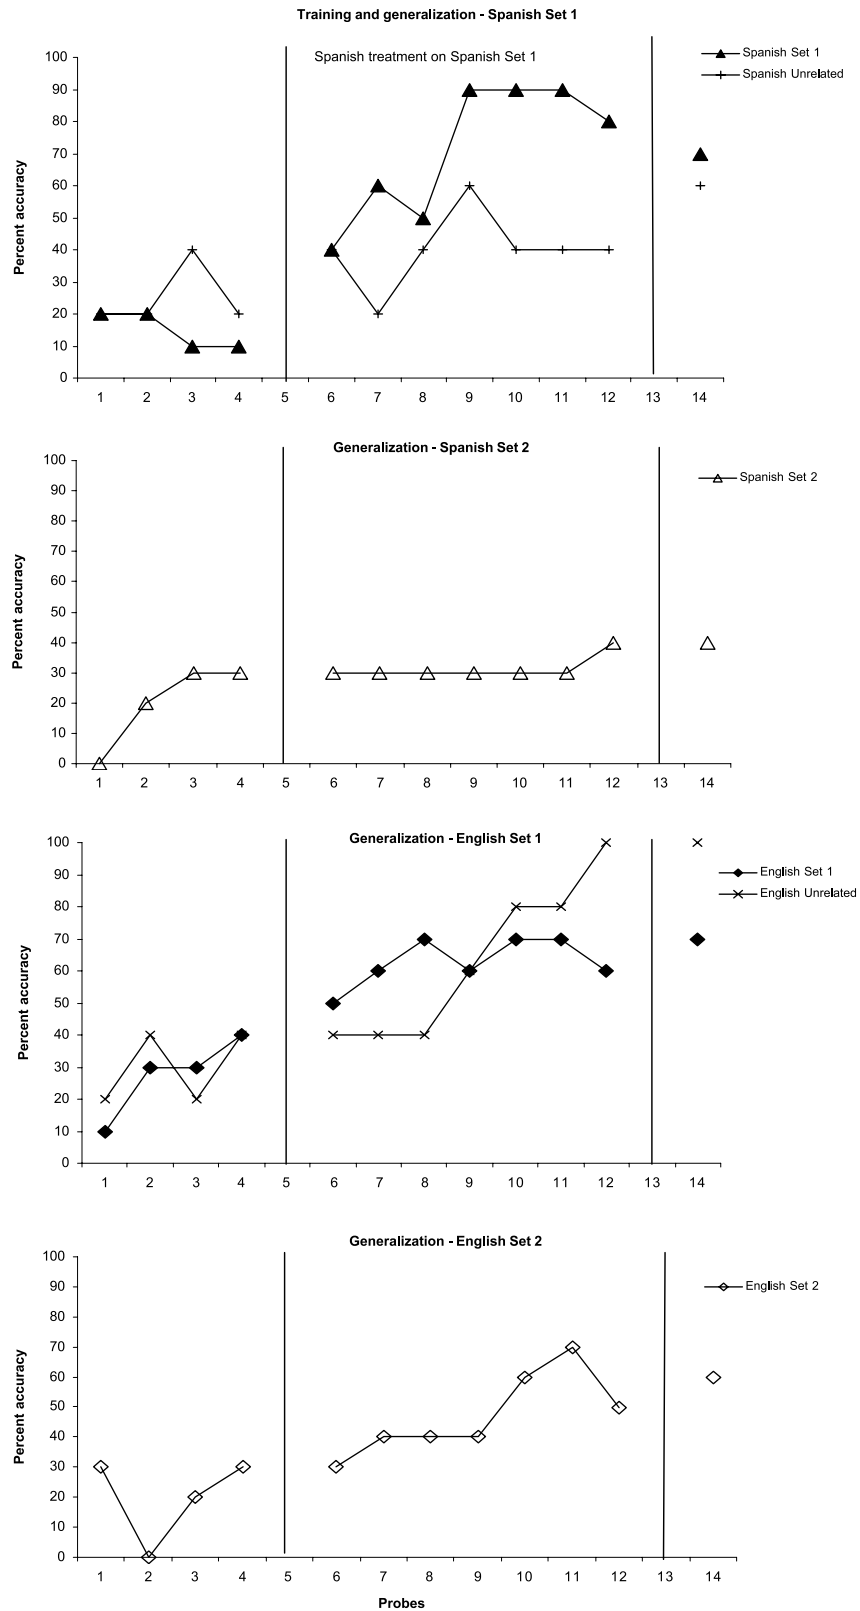 Training and generalization - Spanish Set 1
Spanish treatment on Spanish Set 1
Spanish Set 1
Spanish Unrelated
Percent accuracy
100
90
80
70
60
50
40
30
20
10
0
1 2 3 4 5 6 7 8 9 10 11 12 13 14
Generalization - Spanish Set 2
Spanish Set 2
Percent accuracy
100
90
80
70
60
50
40
30
20
10
0
1 2 3 4 5 6 7 8 9 10 11 12 13 14
Generalization - English Set 1
English Set 1
English Unrelated
Percent accuracy
100
90
80
70
60
50
40
30
20
10
0
1 2 3 4 5 6 7 8 9 10 11 12 13 14
Generalization - English Set 2
English Set 2
Percent accuracy
100
90
80
70
60
50
40
30
20
10
0
1 2 3 4 5 6 7 8 9 10 11 12 13 14
Probes